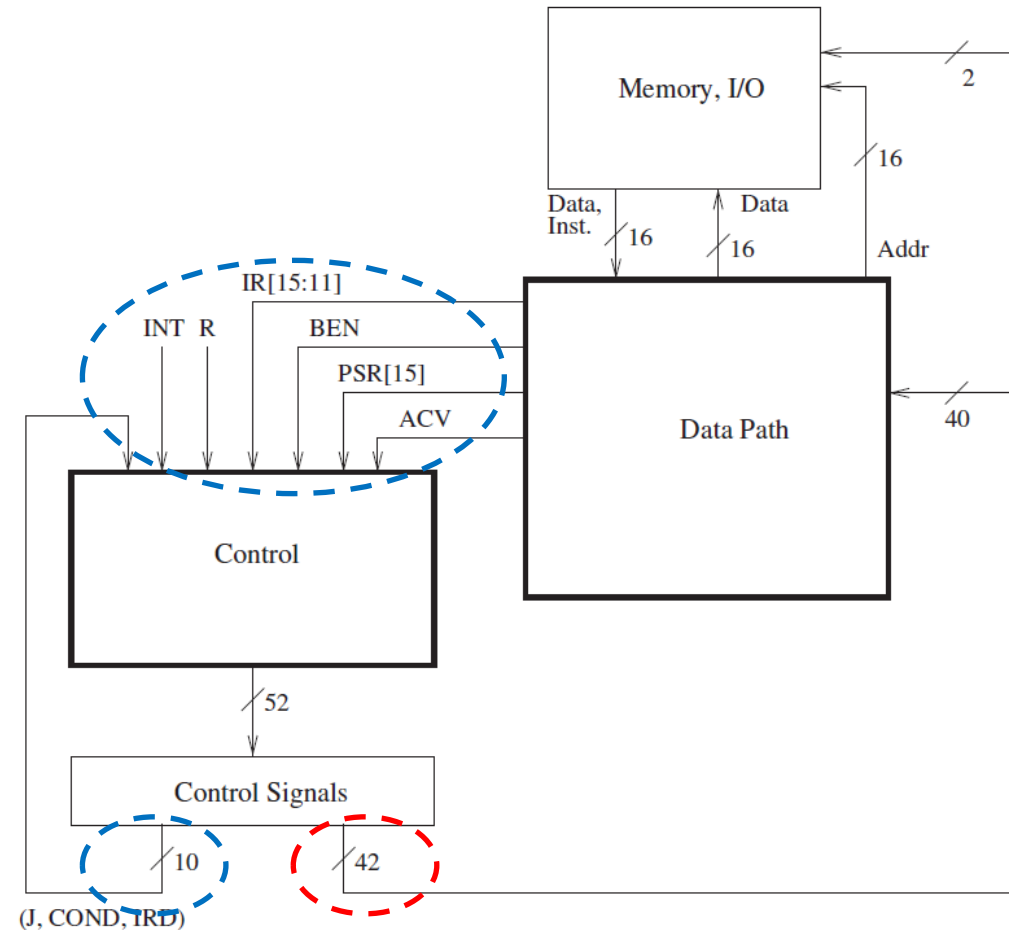 Memory, I/O
2
16
Data,
Inst.
16
Data
16
Addr
IR[15:11]
INT R
BEN
PSR[15]
ACV
Data Path
40
Control
52
Control Signals
10
42
(J, COND, IRD)